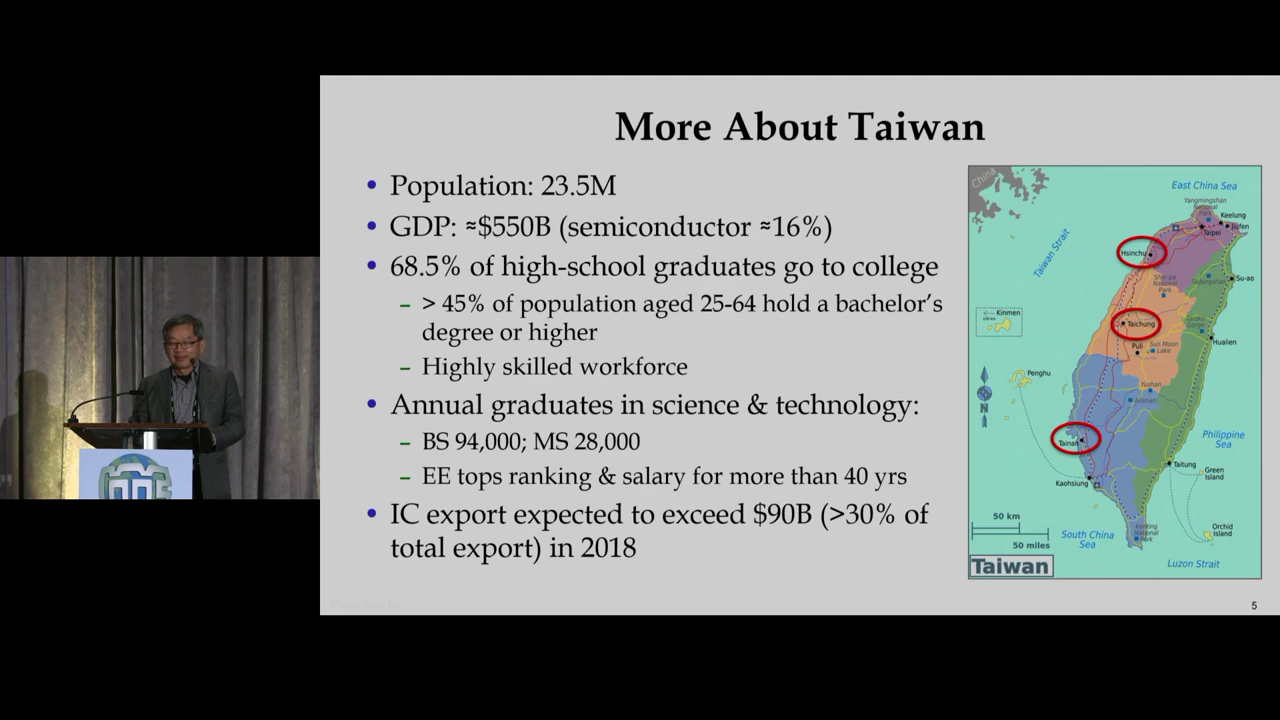 More About Taiwan
• Population: 23.5M
• GDP: ≈$550B (semiconductor ≈16%)
• 68.5% of high-school graduates go to college
– > 45% of population aged 25-64 hold a bachelor's
degree or higher
– Highly skilled workforce
• Annual graduates in science & technology:
– BS 94,000; MS 28,000
– EE tops ranking & salary for more than 40 yrs
• IC export expected to exceed $90B (>30% of
total export) in 2018
China
East China Sea
Yangmingshan
National
Park
Keelung
Jiufen
Taipei
Taiwan Strait
Hsinchu
National
Park
Su-ao
Kinmen
Taichung
Hualien
Puli
Sun Moon
Lake
Penghu
Yushan
Alishan
N
Tainan
Philippine
Sea
Taitung
Green
Island
Kaohsiung
50 km
50 miles
South China
Sea
Kenting
National
Park
Orchid
Island
Luzon Strait
Taiwan
5